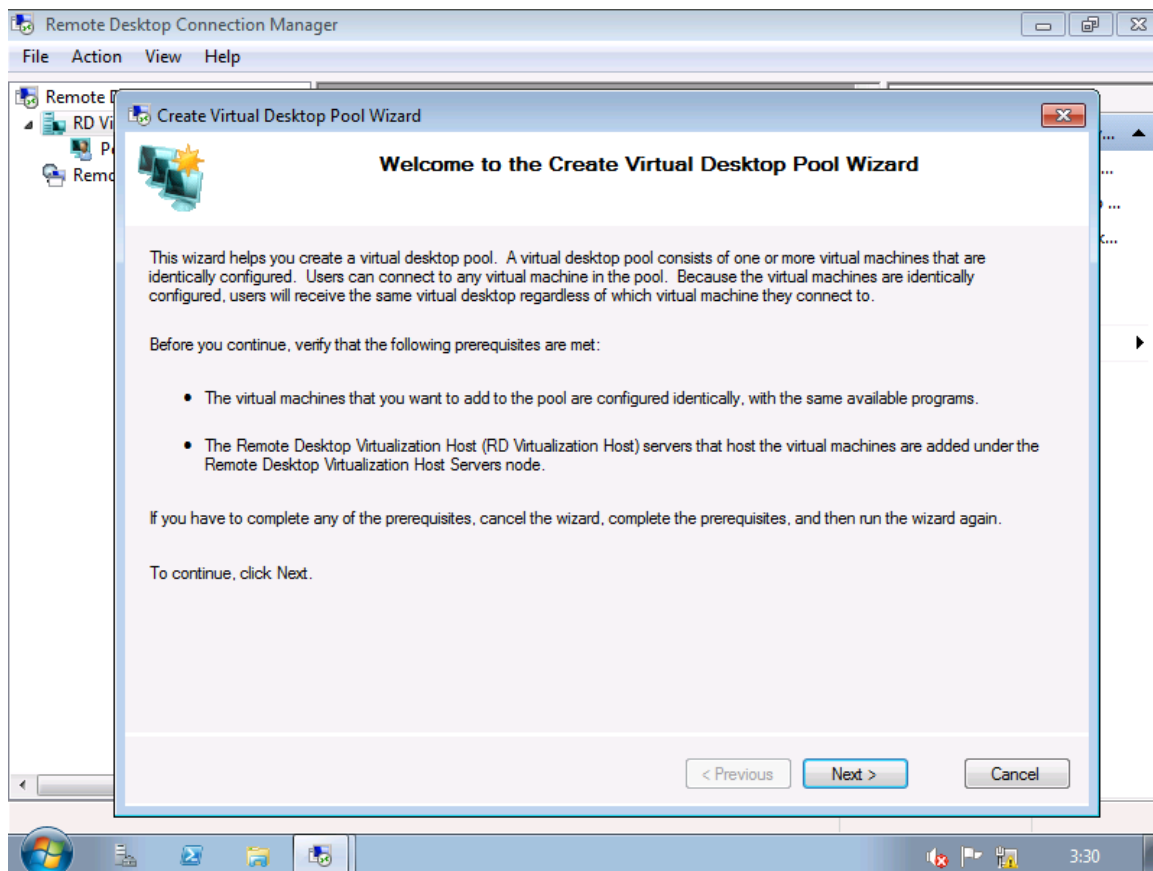 Remote Desktop Connection Manager
File Action View Help
Remote
RD Vi
Remo
Create Virtual Desktop Pool Wizard
Welcome to the Create Virtual Desktop Pool Wizard
This wizard helps you create a virtual desktop pool. A virtual desktop pool consists of one or more virtual machines that are
identically configured. Users can connect to any virtual machine in the pool. Because the virtual machines are identically
configured, users will receive the same virtual desktop regardless of which virtual machine they connect to.
Before you continue, verify that the following prerequisites are met:
• The virtual machines that you want to add to the pool are configured identically, with the same available programs.
• The Remote Desktop Virtualization Host (RD Virtualization Host) servers that host the virtual machines are added under the
Remote Desktop Virtualization Host Servers node.
If you have to complete any of the prerequisites, cancel the wizard, complete the prerequisites, and then run the wizard again.
To continue, click Next.
< Previous
Next >
Cancel
3:30